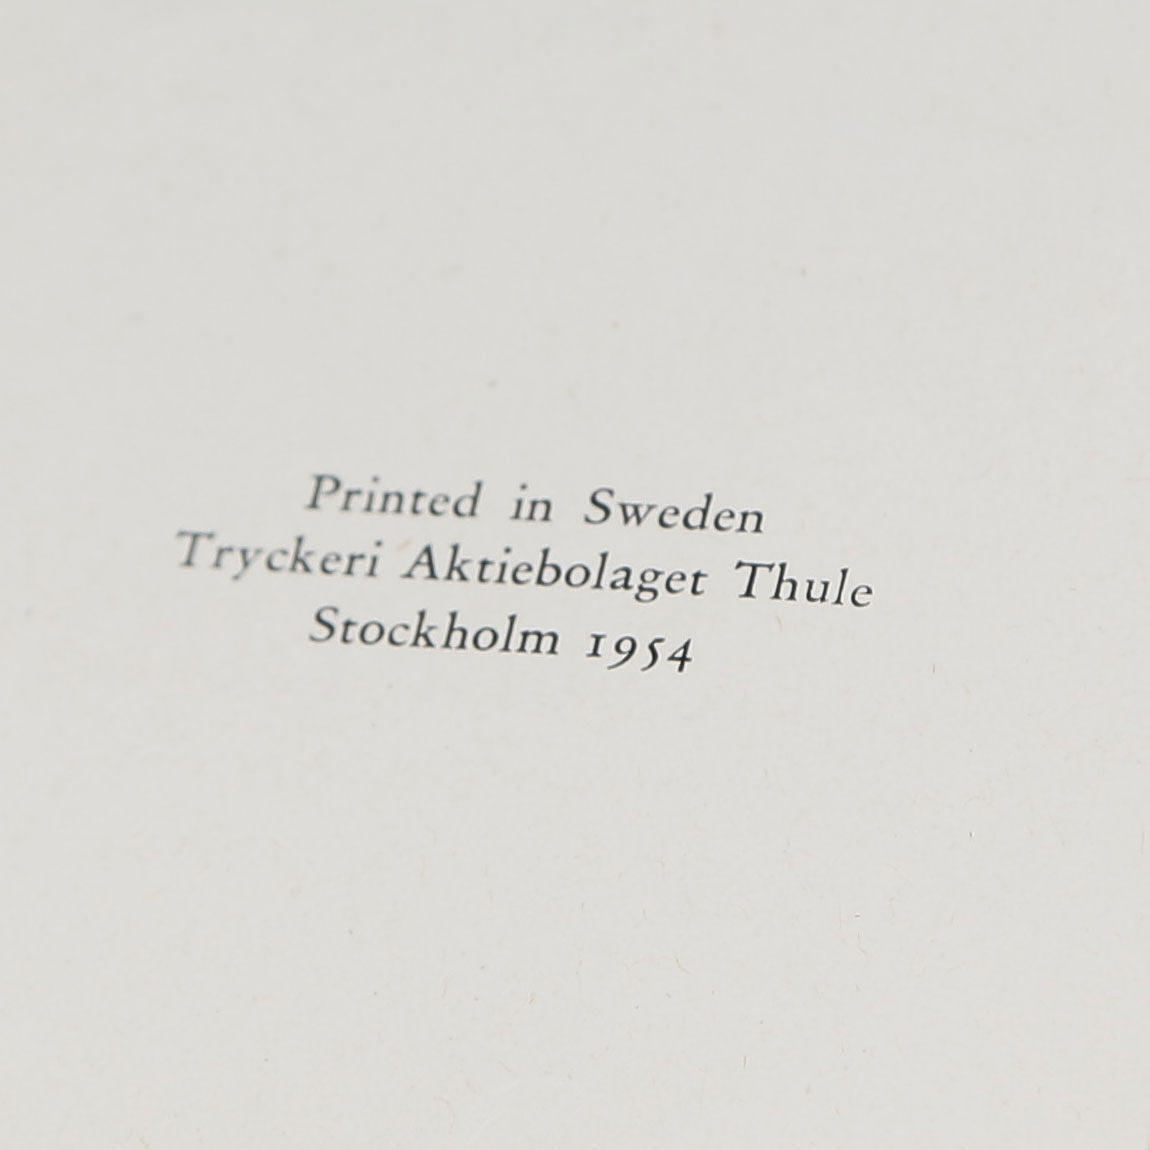 Printed in Sweden
Tryckeri Aktiebolaget Thule
Stockholm 1954